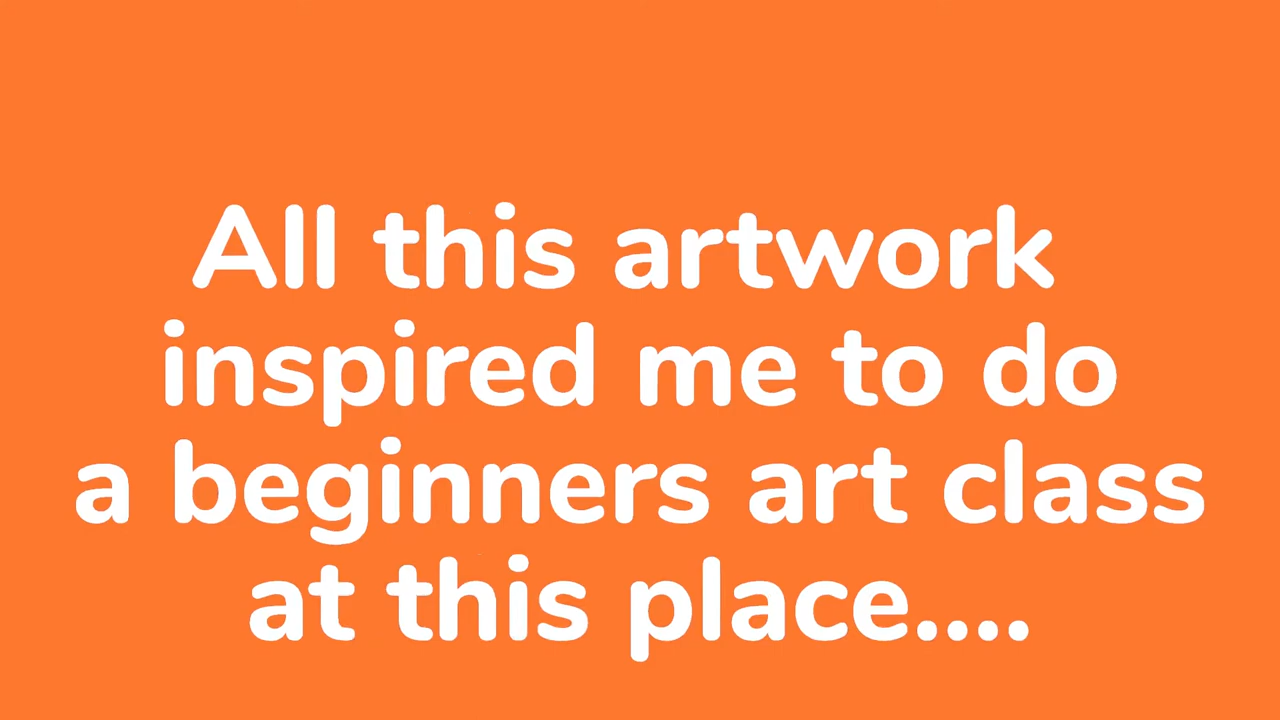 All this artwork
inspired me to do
a beginners art class
at this place....